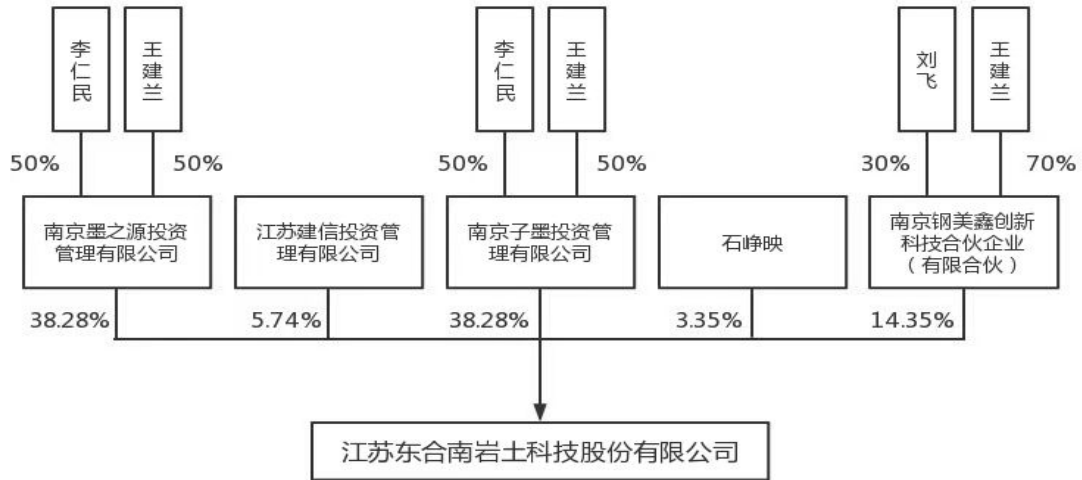 李仁民
王建兰
李仁民
王建兰
刘飞
王建兰
50%
50%
50%
50%
30%
70%
南京墨之源投资
管理有限公司
江苏建信投资管
理有限公司
南京子墨投资管
理有限公司
石峥映
南京钢美鑫创新
科技合伙企业
（有限合伙）
38.28%
5.74%
38.28%
3.35%
14.35%
江苏东合南岩土科技股份有限公司